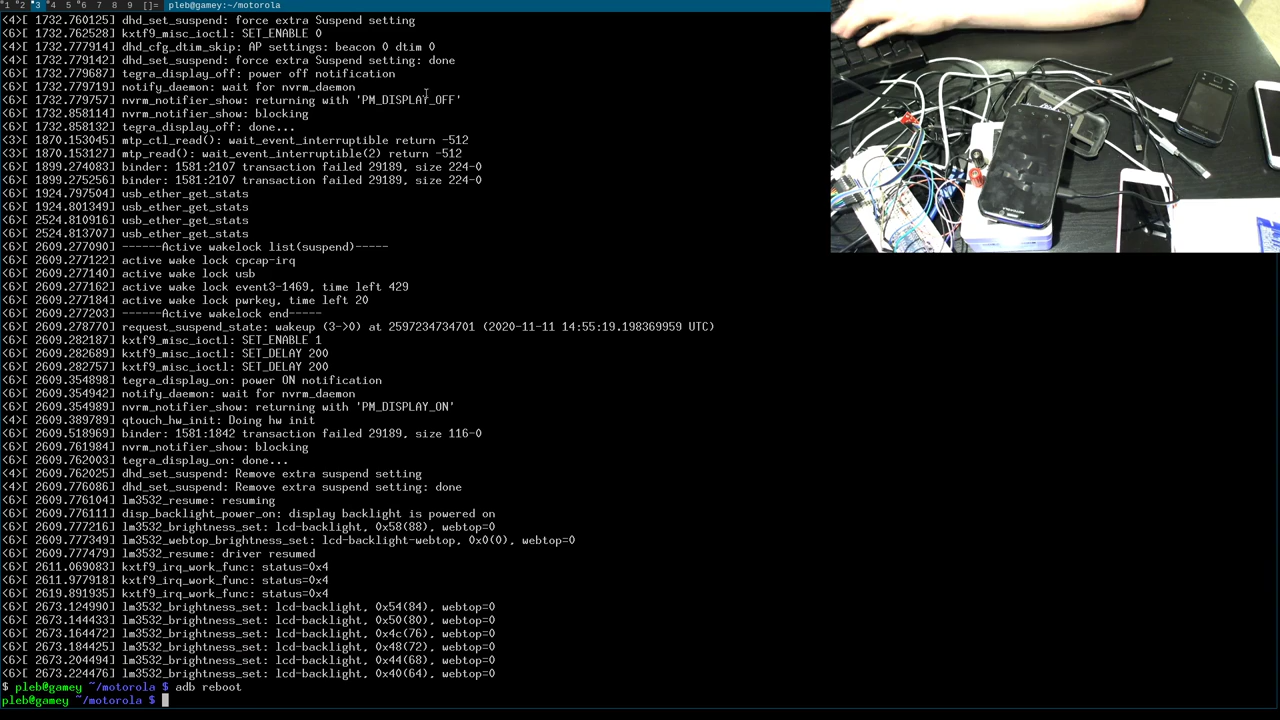 1 2 3 4 5 6 7 8 9 []= pleb@gamey:~/motorola
<4>[ 1732.760125] dhd_set_suspend: force extra Suspend setting
<6>[ 1732.762528] kxtf9_misc_ioctl: SET_ENABLE 0
<4>[ 1732.777914] dhd_cfg_dtim_skip: AP settings: beacon 0 dtim 0
<4>[ 1732.779142] dhd_set_suspend: force extra Suspend setting: done
<6>[ 1732.779687] tegra_display_off: power off notification
<6>[ 1732.779719] notify_daemon: wait for nvrm_daemon
<6>[ 1732.779757] nvrm_notifier_show: returning with 'PM_DISPLAY_OFF'
<6>[ 1732.858114] nvrm_notifier_show: blocking
<6>[ 1732.858132] tegra_display_off: done...
<6>[ 1870.153045] mtp_ctl_read(): wait_event_interruptible return -512
<4>[ 1870.153127] mtp_read(): wait_event_interruptible(2) return -512
<6>[ 1899.274083] binder: 1581:2107 transaction failed 29189, size 224-0
<6>[ 1899.275256] binder: 1581:2107 transaction failed 29189, size 224-0
<6>[ 1924.797504] usb_ether_get_stats
<6>[ 1924.801349] usb_ether_get_stats
<6>[ 2524.810916] usb_ether_get_stats
<6>[ 2524.813707] usb_ether_get_stats
<6>[ 2609.277090] ------Active wakelock list(suspend)-----
<6>[ 2609.277122] active wake lock cpcap-irq
<6>[ 2609.277140] active wake lock usb
<6>[ 2609.277162] active wake lock event3-1469, time left 429
<6>[ 2609.277184] active wake lock pwrkey, time left 20
<6>[ 2609.277203] ------Active wakelock end-----
<6>[ 2609.278770] request_suspend_state: wakeup (3->0) at 2597234734701 (2020-11-11 14:55:19.198369959 UTC)
<6>[ 2609.282187] kxtf9_misc_ioctl: SET_ENABLE 1
<6>[ 2609.282689] kxtf9_misc_ioctl: SET_DELAY 200
<6>[ 2609.282757] kxtf9_misc_ioctl: SET_DELAY 200
<6>[ 2609.354898] tegra_display_on: power ON notification
<6>[ 2609.354942] notify_daemon: wait for nvrm_daemon
<6>[ 2609.354989] nvrm_notifier_show: returning with 'PM_DISPLAY_ON'
<4>[ 2609.389789] qtouch_hw_init: Doing hw init
<6>[ 2609.518969] binder: 1581:1842 transaction failed 29189, size 116-0
<6>[ 2609.761984] nvrm_notifier_show: blocking
<6>[ 2609.762003] tegra_display_on: done...
<4>[ 2609.762025] dhd_set_suspend: Remove extra suspend setting
<4>[ 2609.776086] dhd_set_suspend: Remove extra suspend setting: done
<6>[ 2609.776104] lm3532_resume: resuming
<6>[ 2609.776111] disp_backlight_power_on: display backlight is powered on
<6>[ 2609.777216] lm3532_brightness_set: lcd-backlight, 0x58(88), webtop=0
<6>[ 2609.777349] lm3532_webtop_brightness_set: lcd-backlight-webtop, 0x0(0), webtop=0
<6>[ 2609.777479] lm3532_resume: driver resumed
<6>[ 2611.069083] kxtf9_irq_work_func: status=0x4
<6>[ 2611.977918] kxtf9_irq_work_func: status=0x4
<6>[ 2619.891935] kxtf9_irq_work_func: status=0x4
<6>[ 2673.124990] lm3532_brightness_set: lcd-backlight, 0x54(84), webtop=0
<6>[ 2673.144433] lm3532_brightness_set: lcd-backlight, 0x50(80), webtop=0
<6>[ 2673.164472] lm3532_brightness_set: lcd-backlight, 0x4c(76), webtop=0
<6>[ 2673.184425] lm3532_brightness_set: lcd-backlight, 0x48(72), webtop=0
<6>[ 2673.204494] lm3532_brightness_set: lcd-backlight, 0x44(68), webtop=0
<6>[ 2673.224476] lm3532_brightness_set: lcd-backlight, 0x40(64), webtop=0
$ pleb@gamey ~/motorola $ adb reboot
pleb@gamey ~/motorola $